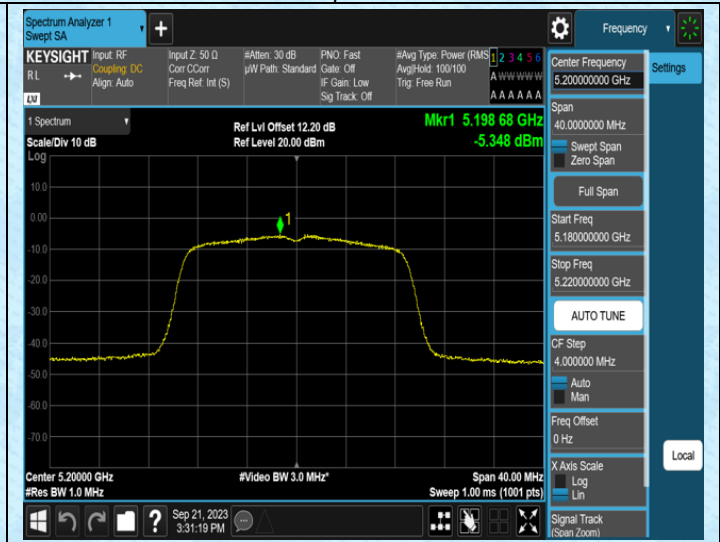 Spectrum Analyzer 1
Swept SA
+
Frequency
KEYSIGHT
RL
LXI
Input: RF
Coupling: DC
Align: Auto
Input Z: 50 Ω
Corr CCorr
Freq Ref: Int (S)
#Atten: 30 dB
µW Path: Standard
PNO: Fast
Gate: Off
IF Gain: Low
Sig Track: Off
#Avg Type: Power (RMS
Avg|Hold: 100/100
Trig: Free Run
1 2 3 4 5 6
A W W W W W
A A A A A A
Center Frequency
5.200000000 GHz
Settings
Span
40.0000000 MHz
Swept Span
Zero Span
Full Span
Start Freq
5.180000000 GHz
Stop Freq
5.220000000 GHz
AUTO TUNE
CF Step
4.000000 MHz
Auto
Man
Freq Offset
0 Hz
X Axis Scale
Log
Lin
Signal Track
(Span Zoom)
Local
1 Spectrum
Scale/Div 10 dB
Log
Ref Lvl Offset 12.20 dB
Ref Level 20.00 dBm
Mkr1 5.198 68 GHz
-5.348 dBm
1
10.0
0.00
-10.0
-20.0
-30.0
-40.0
-50.0
-60.0
-70.0
Center 5.20000 GHz
#Res BW 1.0 MHz
#Video BW 3.0 MHz*
Span 40.00 MHz
Sweep 1.00 ms (1001 pts)
?
Sep 21, 2023
3:31:19 PM